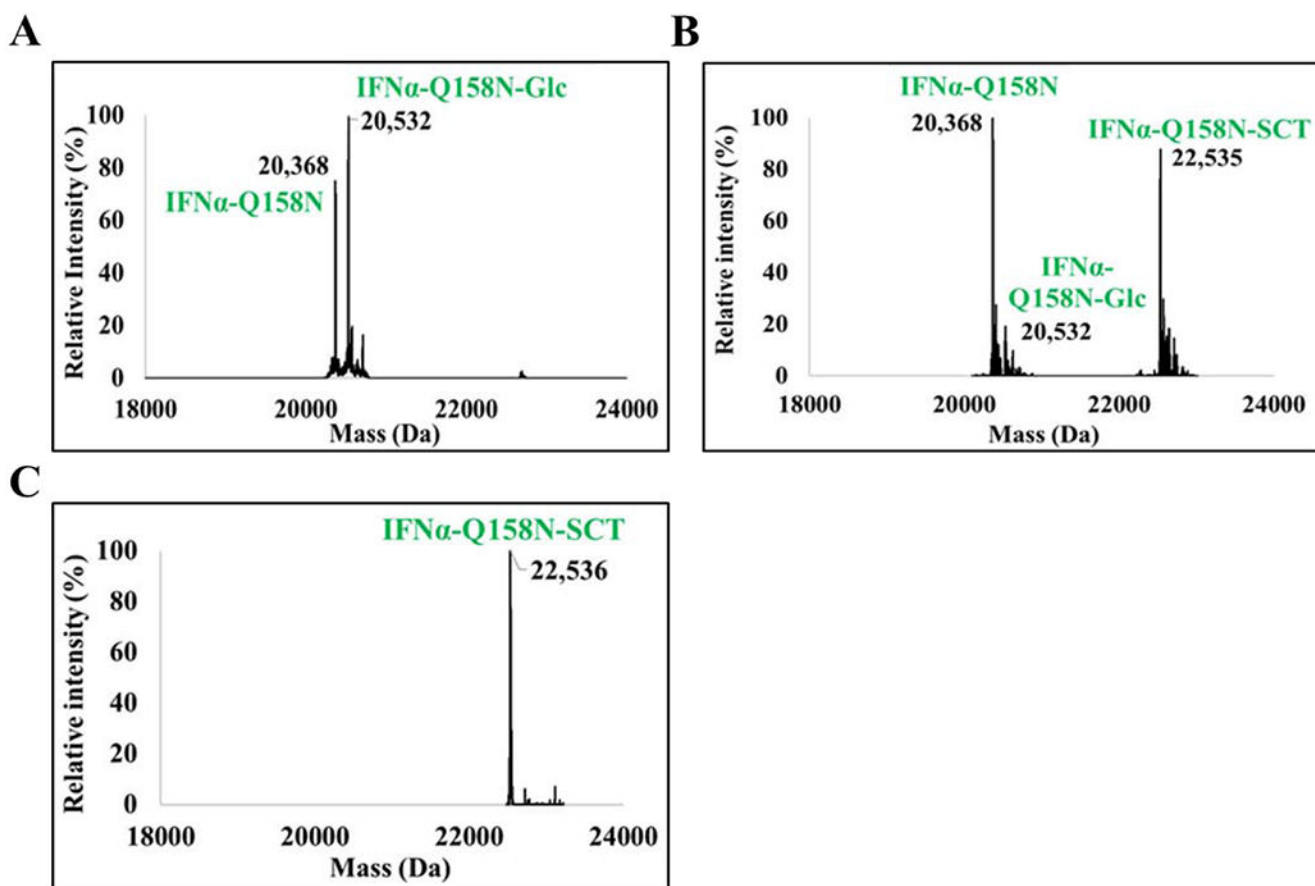 A
IFNα-Q158N-Glc
20,532
20,368
IFNα-Q158N
Relative Intensity (%)
100
80
60
40
20
0
18000 20000 22000 24000
Mass (Da)
B
IFNα-Q158N
20,368
IFNα-Q158N-SCT
22,535
IFNα-
Q158N-Glc
20,532
Relative intensity (%)
100
80
60
40
20
0
18000 20000 22000 24000
Mass (Da)
C
IFNα-Q158N-SCT
22,536
Relative intensity (%)
100
80
60
40
20
0
18000 20000 22000 24000
Mass (Da)